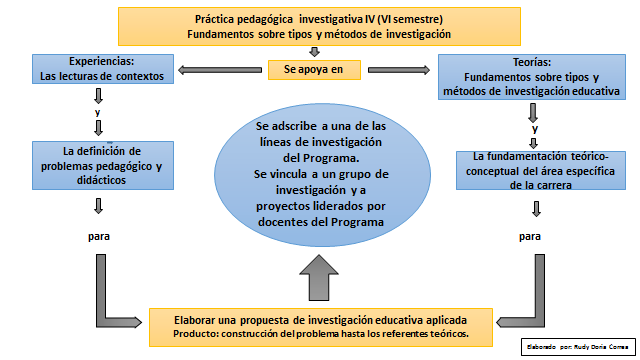 Práctica pedagógica investigativa IV (VI semestre)
Fundamentos sobre tipos y métodos de investigación
Experiencias:
Las lecturas de contextos
Se apoya en
Teorías:
Fundamentos sobre tipos y
métodos de investigación educativa
y
y
La definición de
problemas pedagógico y
didácticos
Se adscribe a una de las
líneas de investigación
del Programa.
Se vincula a un grupo de
investigación y a
proyectos liderados por
docentes del Programa
La fundamentación teórico-
conceptual del área específica
de la carrera
para
para
Elaborar una propuesta de investigación educativa aplicada
Producto: construcción del problema hasta los referentes teóricos.
Elaborado por: Rudy Doria Correa